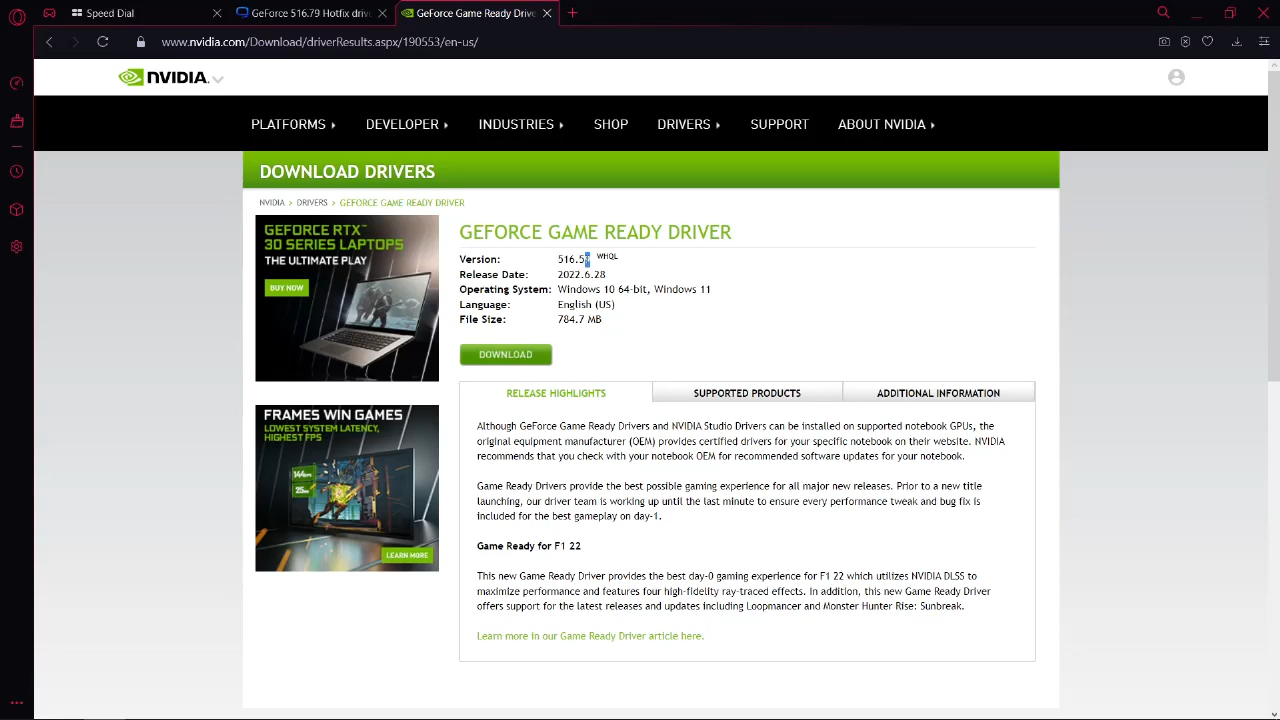 Speed Dial
GeForce 516.79 Hotfix driv
GeForce Game Ready Drive
www.nvidia.com/Download/driverResults.aspx/190553/en-us/
NVIDIA.
PLATFORMS DEVELOPER INDUSTRIES SHOP DRIVERS SUPPORT ABOUT NVIDIA
DOWNLOAD DRIVERS
NVIDIA > DRIVERS > GEFORCE GAME READY DRIVER
GEFORCE RTX™
30 SERIES LAPTOPS
THE ULTIMATE PLAY
BUY NOW
FRAMES WIN GAMES
LOWEST SYSTEM LATENCY,
HIGHEST FPS
LEARN MORE
GEFORCE GAME READY DRIVER
Version: WHQL
Release Date: 2022.6.28
Operating System: Windows 10 64-bit, Windows 11
Language: English (US)
File Size: 784.7 MB
DOWNLOAD
RELEASE HIGHLIGHTS SUPPORTED PRODUCTS ADDITIONAL INFORMATION
Although GeForce Game Ready Drivers and NVIDIA Studio Drivers can be installed on supported notebook GPUs, the
original equipment manufacturer (OEM) provides certified drivers for your specific notebook on their website. NVIDIA
recommends that you check with your notebook OEM for recommended software updates for your notebook.
Game Ready Drivers provide the best possible gaming experience for all major new releases. Prior to a new title
launching, our driver team is working up until the last minute to ensure every performance tweak and bug fix is
included for the best gameplay on day-1.
Game Ready for F1 22
This new Game Ready Driver provides the best day-0 gaming experience for F1 22 which utilizes NVIDIA DLSS to
maximize performance and features four high-fidelity ray-traced effects. In addition, this new Game Ready Driver
offers support for the latest releases and updates including Loopmancer and Monster Hunter Rise: Sunbreak.
Learn more in our Game Ready Driver article here.